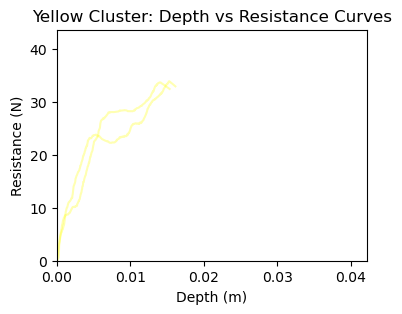 Yellow Cluster: Depth vs Resistance Curves
Resistance (N)
40
30
20
10
0
0.00 0.01 0.02 0.03 0.04
Depth (m)